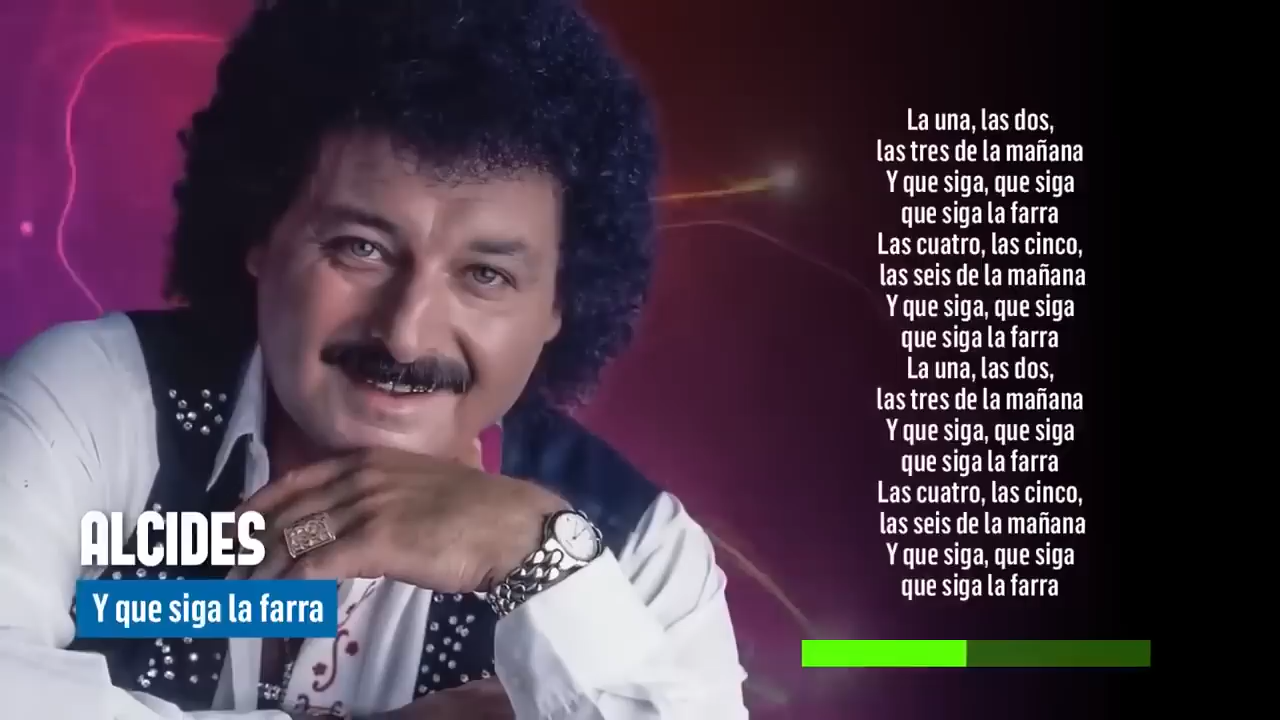 ALCIDES
Y que siga la farra
La una, las dos,
las tres de la mañana
Y que siga, que siga
que siga la farra
Las cuatro, las cinco,
las seis de la mañana
Y que siga, que siga
que siga la farra
La una, las dos,
las tres de la mañana
Y que siga, que siga
que siga la farra
Las cuatro, las cinco,
las seis de la mañana
Y que siga, que siga
que siga la farra